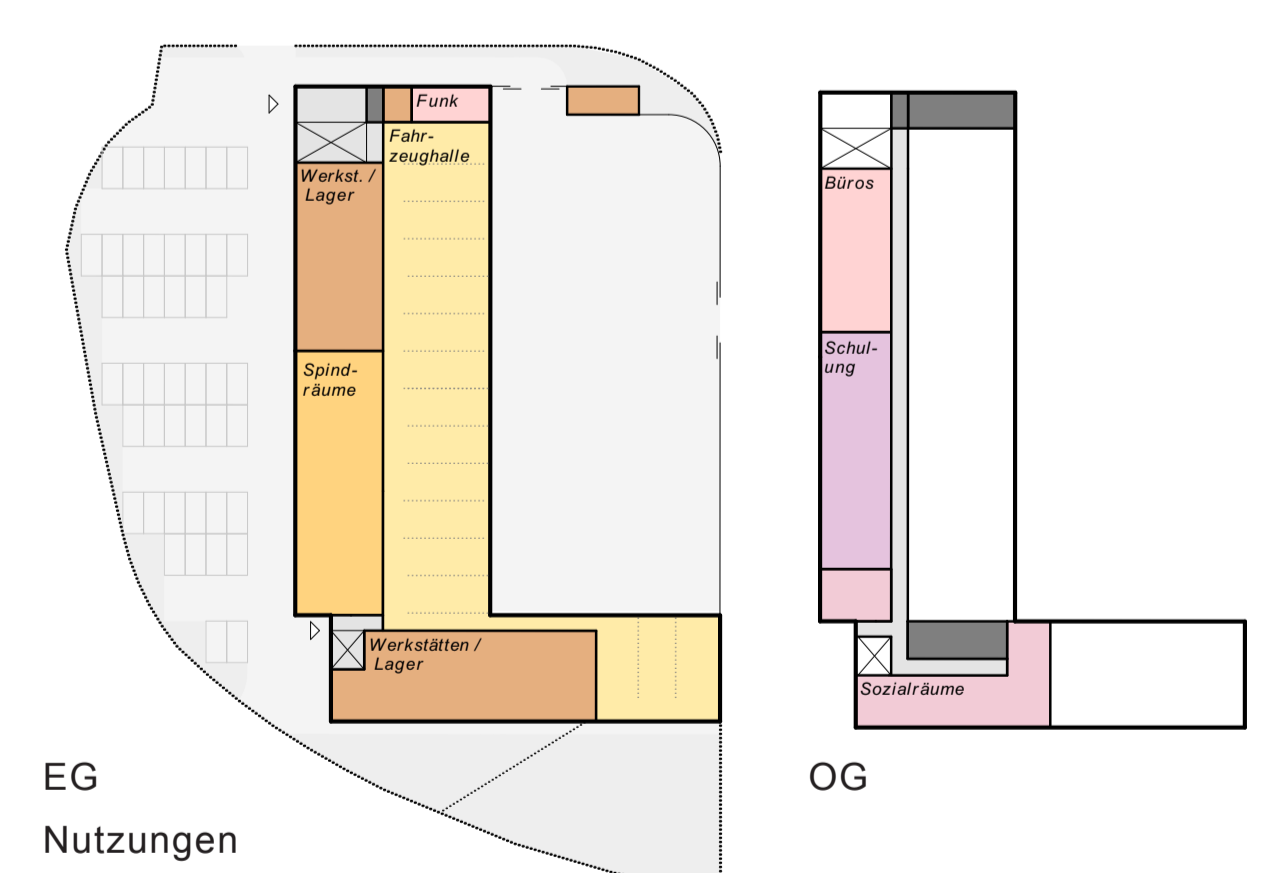 Funk
Fahr-
zeughalle
Werkst. /
Lager
Spind-
räume
Werkstätten /
Lager
EG
Nutzungen
Büros
Schul-
ung
Sozialräume
OG